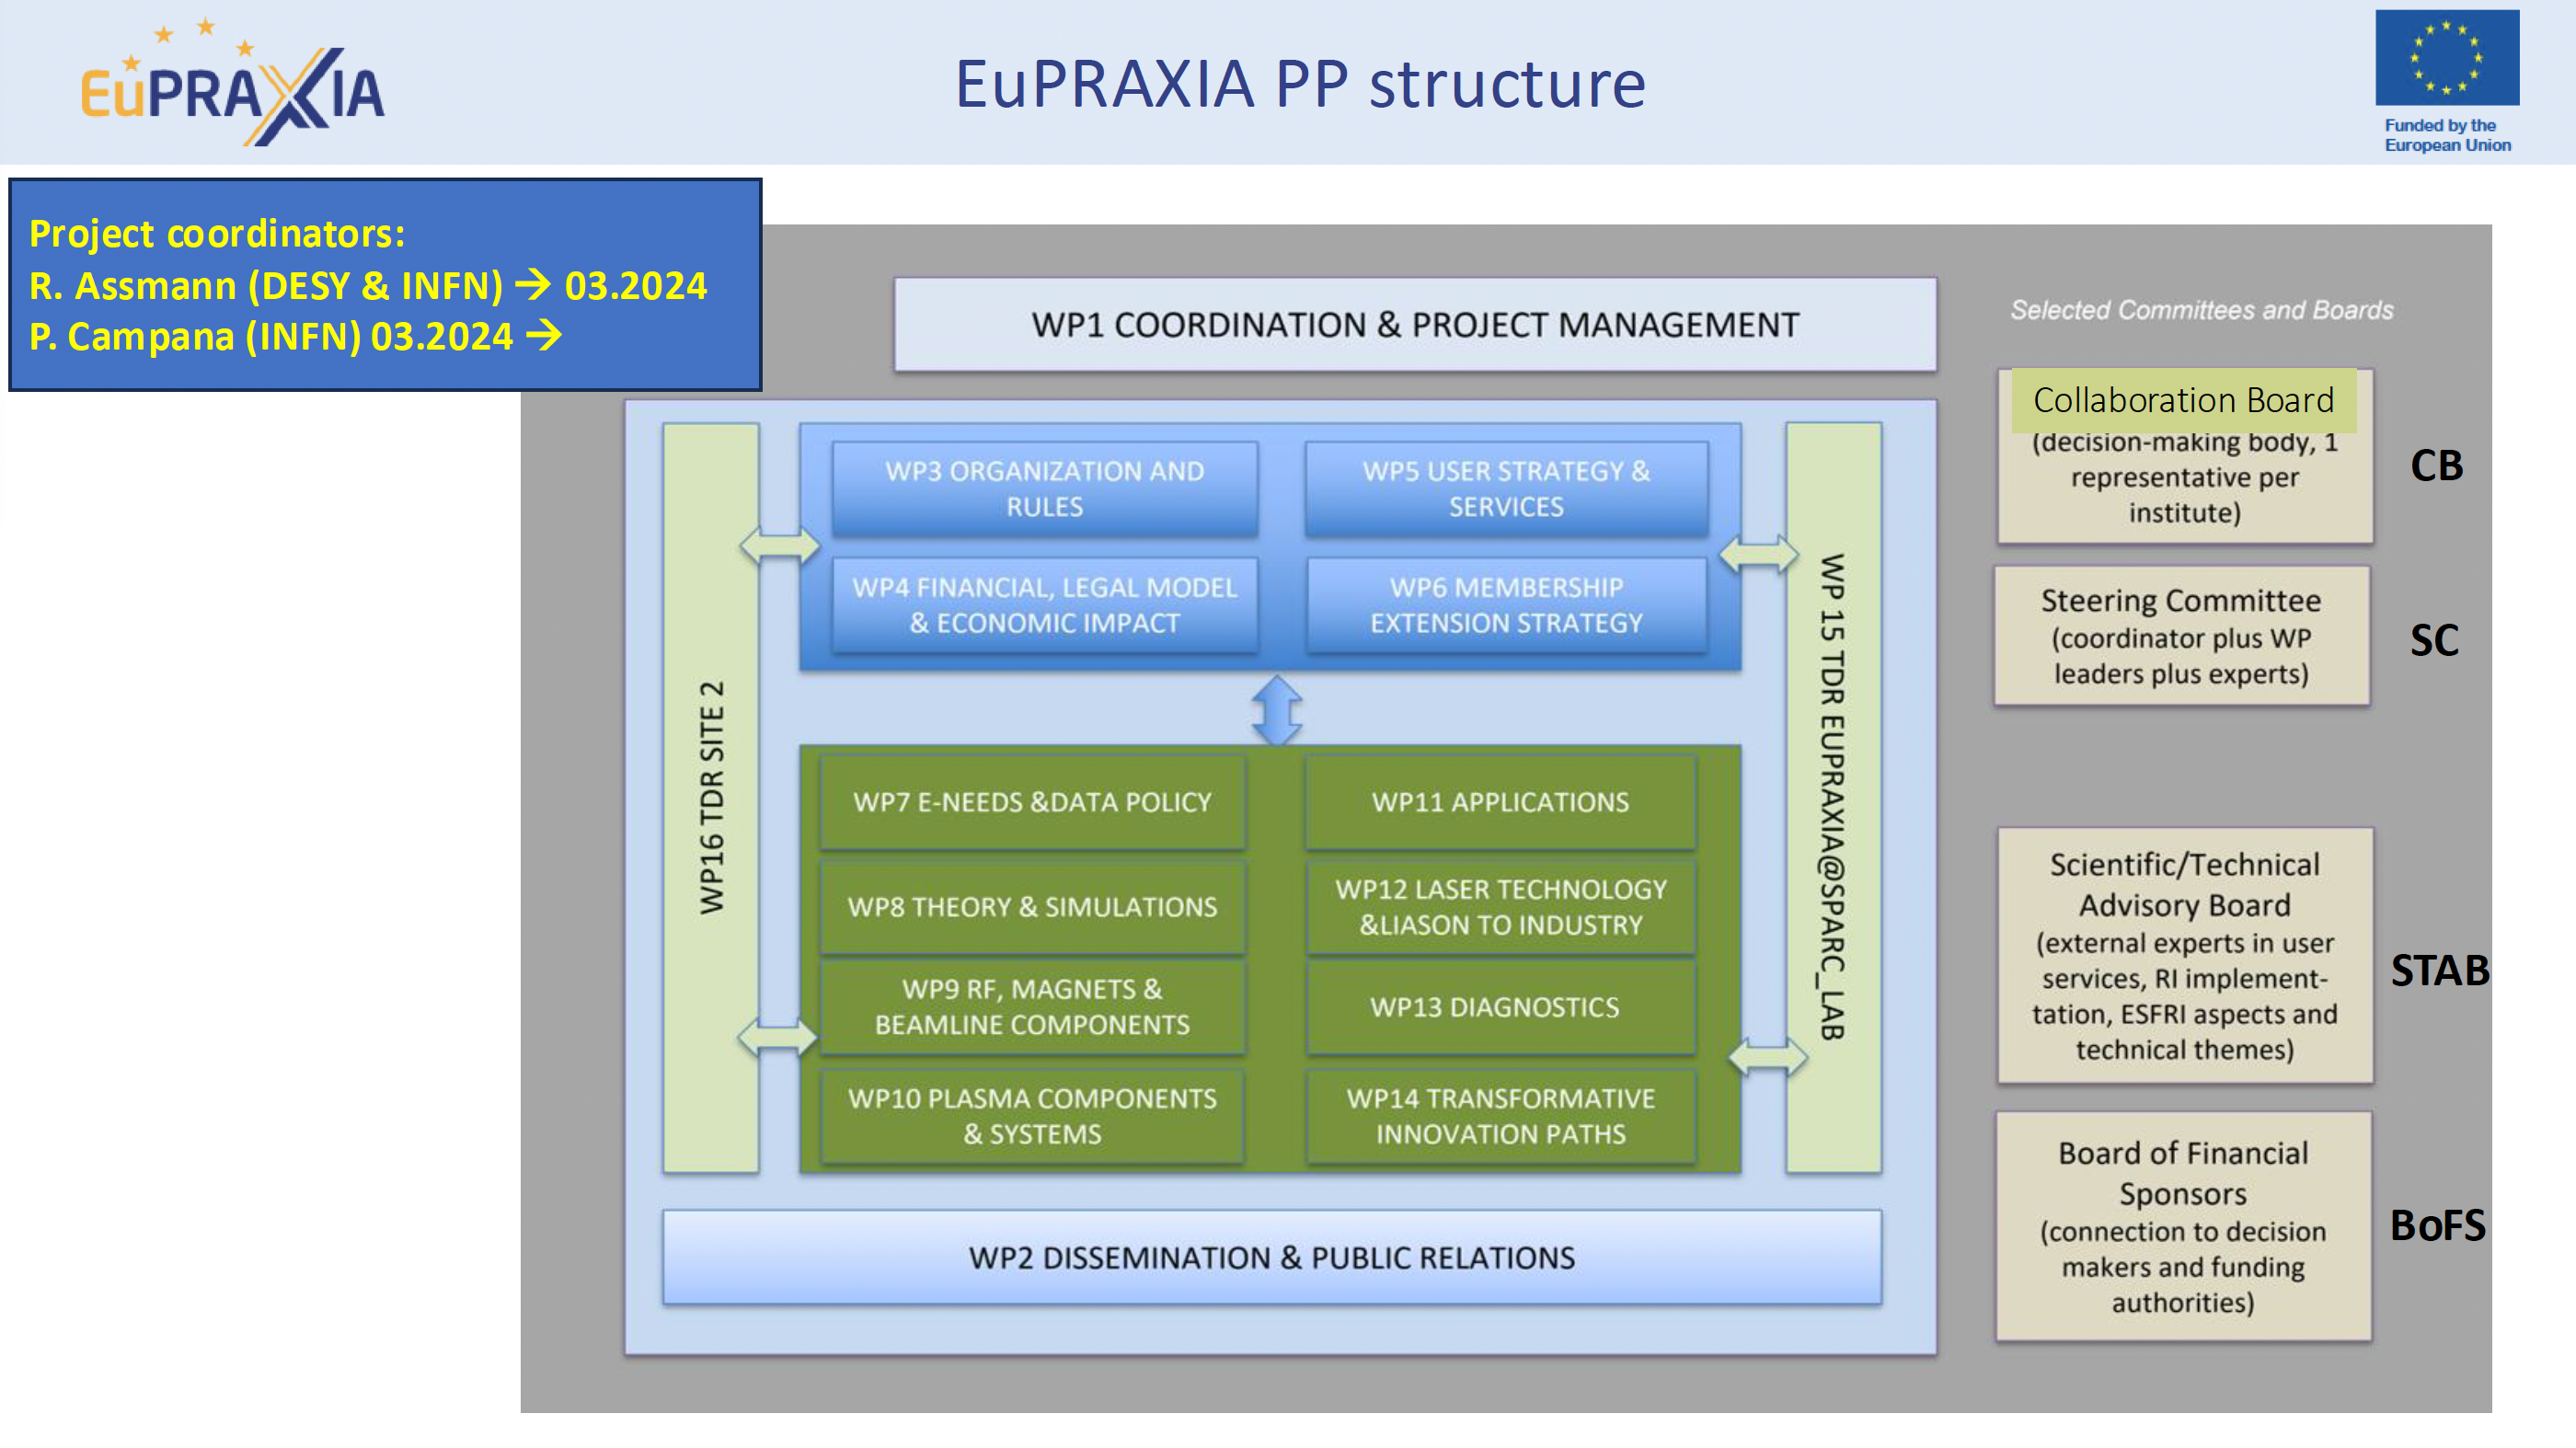 EuPRAXIA
EuPRAXIA PP structure
Funded by the
European Union
Project coordinators:
R. Assmann (DESY & INFN) → 03.2024
P. Campana (INFN) 03.2024 →
WP1 COORDINATION & PROJECT MANAGEMENT
WP16 TDR SITE 2
WP3 ORGANIZATION AND
RULES
WP5 USER STRATEGY &
SERVICES
WP4 FINANCIAL, LEGAL MODEL
& ECONOMIC IMPACT
WP6 MEMBERSHIP
EXTENSION STRATEGY
WP7 E-NEEDS &DATA POLICY
WP11 APPLICATIONS
WP8 THEORY & SIMULATIONS
WP12 LASER TECHNOLOGY
&LIASON TO INDUSTRY
WP9 RF, MAGNETS &
BEAMLINE COMPONENTS
WP13 DIAGNOSTICS
WP10 PLASMA COMPONENTS
& SYSTEMS
WP14 TRANSFORMATIVE
INNOVATION PATHS
WP 15 TDR EUPRAXIA@SPARC_LAB
WP2 DISSEMINATION & PUBLIC RELATIONS
Selected Committees and Boards
Collaboration Board
(decision-making body, 1
representative per
institute)
CB
Steering Committee
(coordinator plus WP
leaders plus experts)
SC
Scientific/Technical
Advisory Board
(external experts in user
services, RI implement-
tation, ESFRI aspects and
technical themes)
STAB
Board of Financial
Sponsors
(connection to decision
makers and funding
authorities)
BoFS